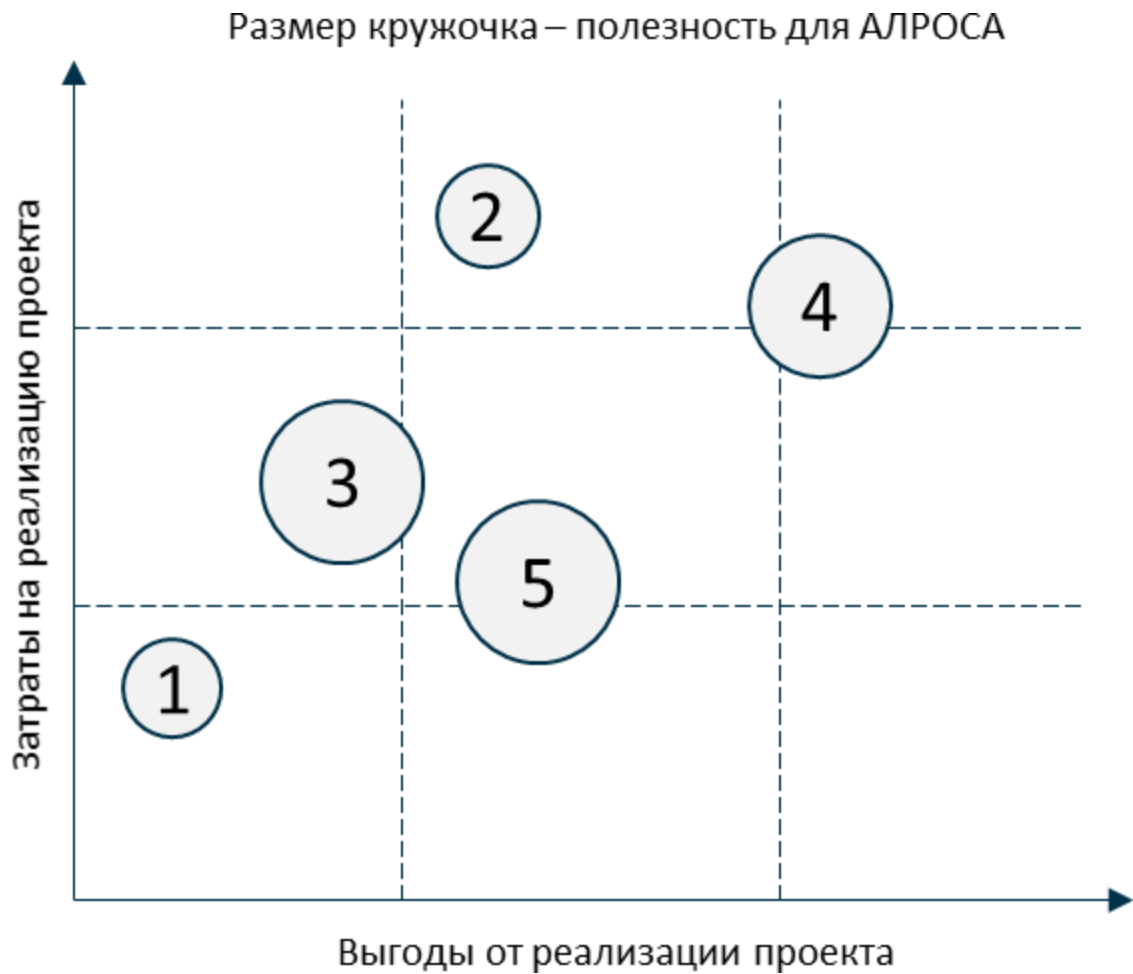 Размер кружочка – полезность для АЛРОСА
Затраты на реализацию проекта
2
4
3
5
1
Выгоды от реализации проекта